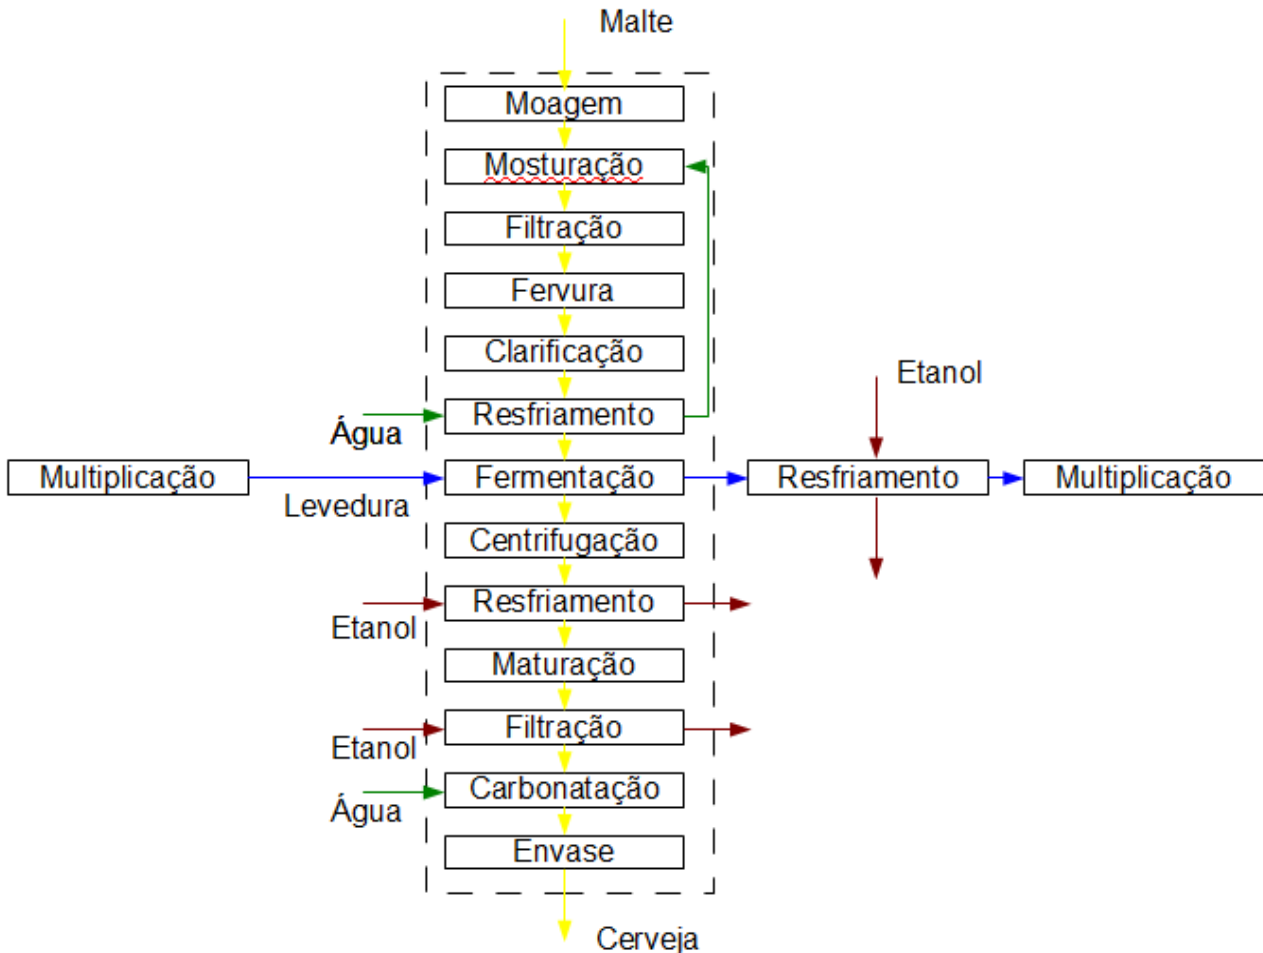 Malte
Moagem
Mosturação
Filtração
Fervura
Clarificação
Etanol
Resfriamento
Água
Multiplicação
Fermentação
Resfriamento
Multiplicação
Levedura
Centrifugação
Resfriamento
Etanol
Maturação
Filtração
Etanol
Carbonatação
Água
Envase
Cerveja